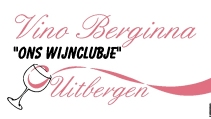 Vino Berginna
"ONS WIJNCLUBJE"
Uitbergen